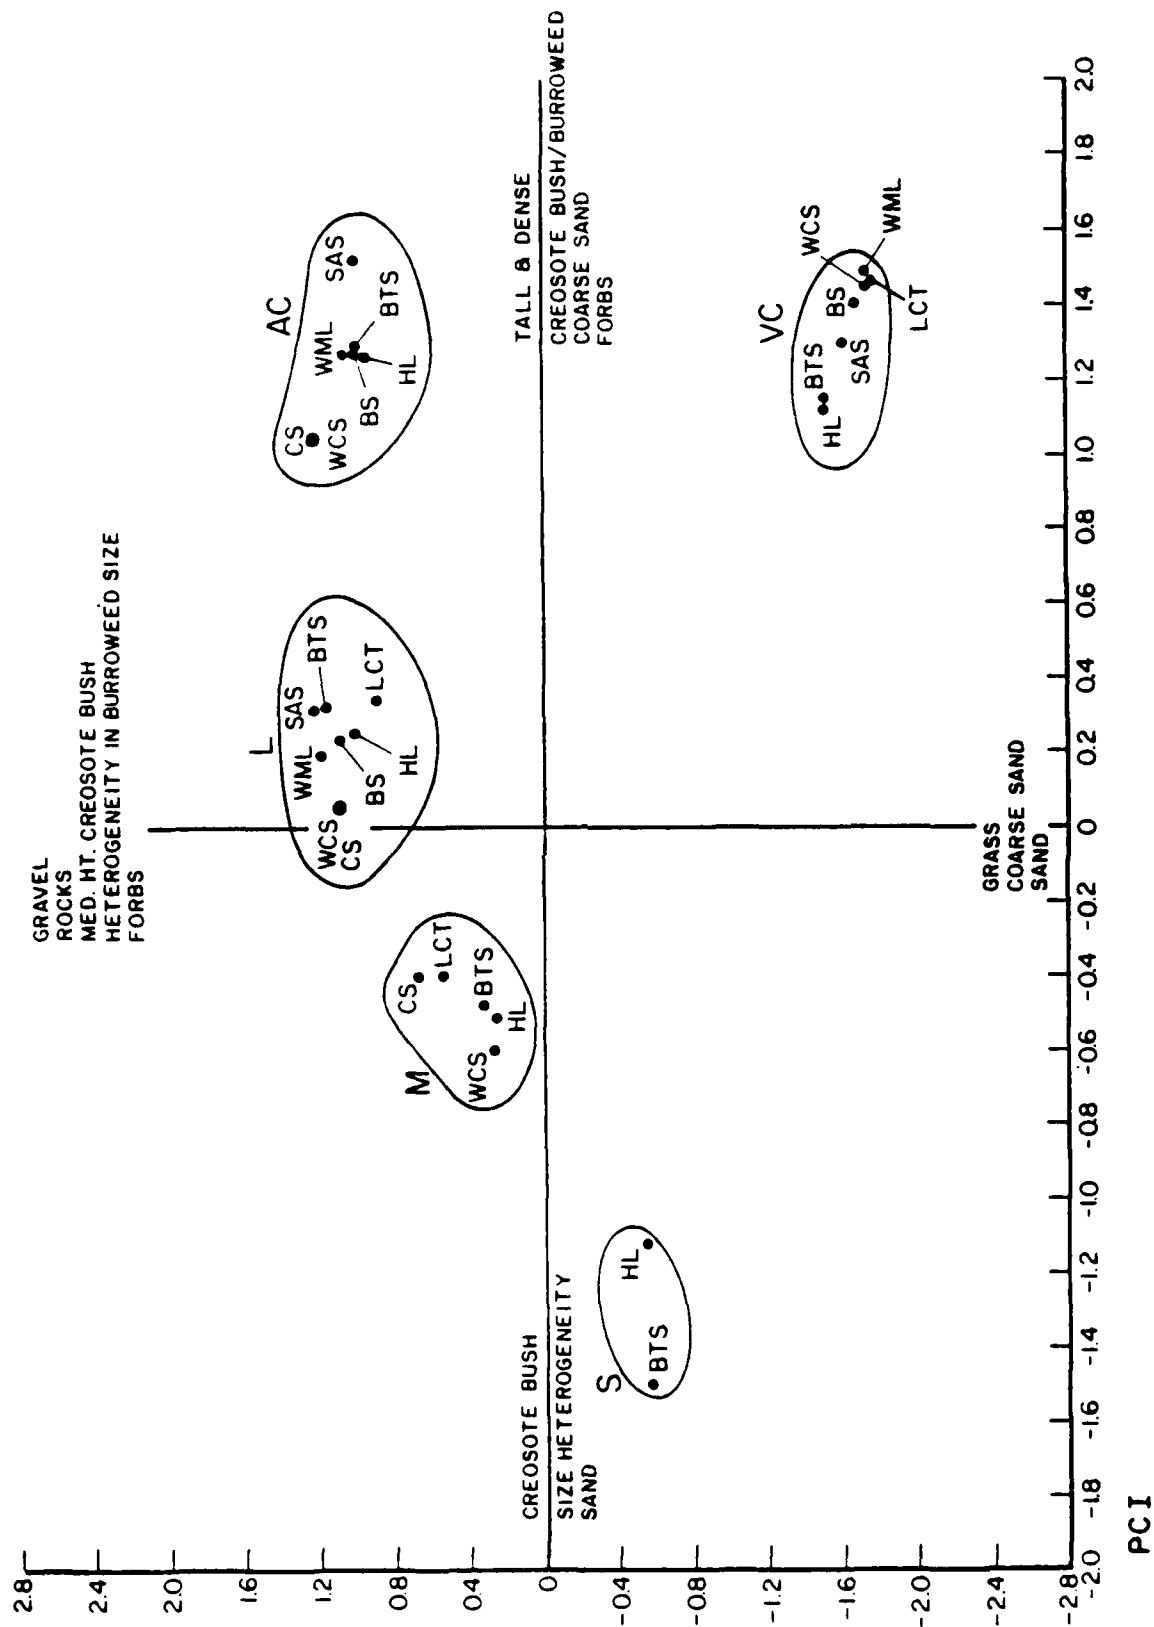 GRAVEL
ROCKS
MED. HT. CREOSOTE BUSH
HETEROGENEITY IN BURROWEED SIZE
FORBS
2.8
2.4
2.0
1.6
1.2
0.8
0.4
0
-0.4
-0.8
-1.2
-1.6
-2.0
-2.4
-2.8
AC
CS
WCS
WML
SAS
BS
BTS
HL
L
WCS
CS
WML
SAS
BTS
BS
HL
LCT
M
CS
LCT
BTS
HL
WCS
CREOSOTE BUSH
SIZE HETEROGENEITY
SAND
TALL & DENSE
CREOSOTE BUSH/BURROWEED
COARSE SAND
FORBS
S
BTS
HL
VC
HL
BTS
SAS
BS
WCS
WML
LCT
GRASS
COARSE SAND
SAND
-2.0
-1.8
-1.6
-1.4
-1.2
-1.0
-0.8
-0.6
-0.4
-0.2
0
0.2
0.4
0.6
0.8
1.0
1.2
1.4
1.6
1.8
2.0
PCI